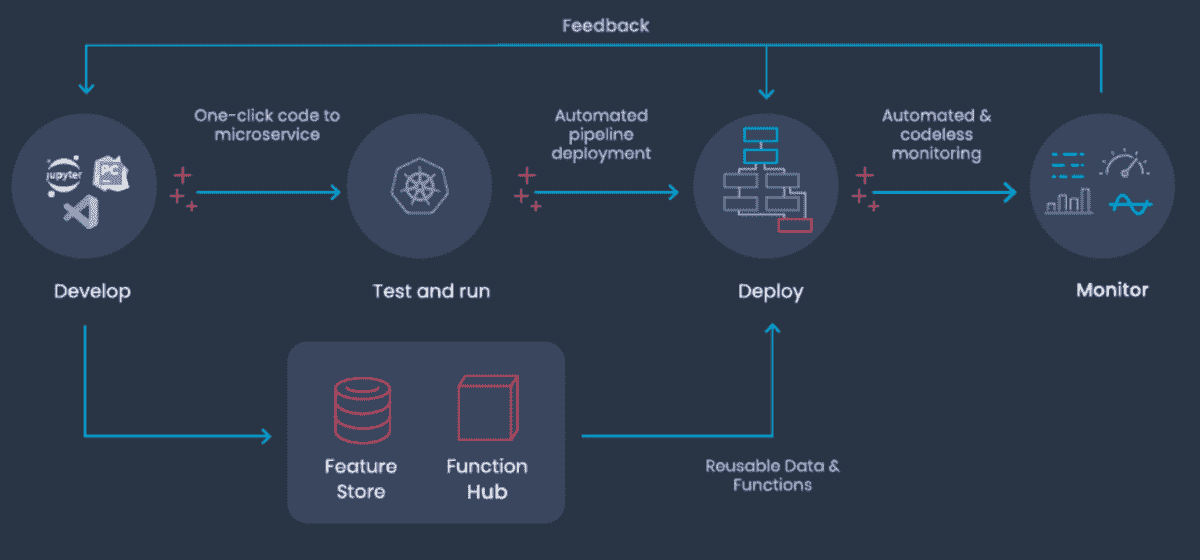 Feedback
One-click code to
microservice
Automated
pipeline
deployment
Automated &
codeless
monitoring
jupyter
PC
Develop
Test and run
Deploy
Monitor
Feature
Store
Function
Hub
Reusable Data &
Functions